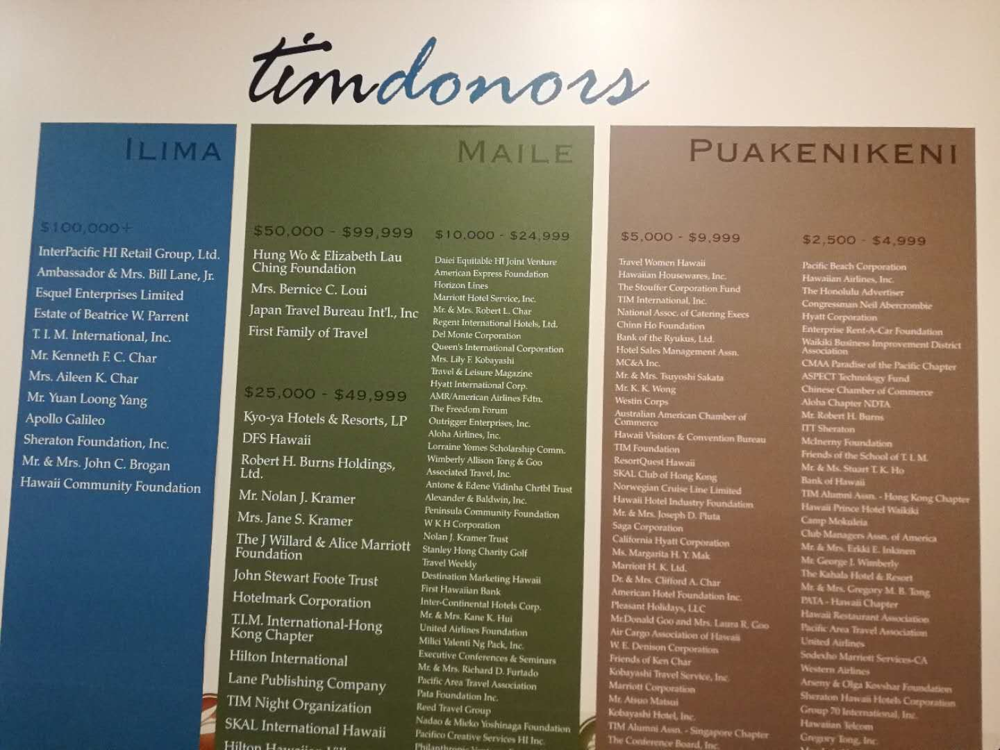 timdonors
ILIMA
$100,000+
InterPacific HI Retail Group, Ltd.
Ambassador & Mrs. Bill Lane, Jr.
Esquel Enterprises Limited
Estate of Beatrice W. Parrent
T. I. M. International, Inc.
Mr. Kenneth F. C. Char
Mrs. Aileen K. Char
Mr. Yuan Loong Yang
Apollo Galileo
Sheraton Foundation, Inc.
Mr. & Mrs. John C. Brogan
Hawaii Community Foundation
MAILE
$50,000 - $99,999
Hung Wo & Elizabeth Lau
Ching Foundation
Mrs. Bernice C. Loui
Japan Travel Bureau Int'l., Inc
First Family of Travel
$25,000 - $49,999
Kyo-ya Hotels & Resorts, LP
DFS Hawaii
Robert H. Burns Holdings,
Ltd.
Mr. Nolan J. Kramer
Mrs. Jane S. Kramer
The J Willard & Alice Marriott
Foundation
John Stewart Foote Trust
Hotelmark Corporation
T.I.M. International-Hong
Kong Chapter
Hilton International
Lane Publishing Company
TIM Night Organization
SKAL International Hawaii
Hilton Hawaiian
$10,000 - $24,999
Daiei Equitable HI Joint Venture
American Express Foundation
Horizon Lines
Marriott Hotel Service, Inc.
Mr. & Mrs. Robert L. Char
Regent International Hotels, Ltd.
Del Monte Corporation
Queen's International Corporation
Mrs. Lily F. Kobayashi
Travel & Leisure Magazine
Hyatt International Corp.
AMR/American Airlines Fdtn.
The Freedom Forum
Outrigger Enterprises, Inc.
Aloha Airlines, Inc.
Lorraine Yomes Scholarship Comm.
Wimberly Allison Tong & Goo
Associated Travel, Inc.
Antone & Edene Vidinha Chrtbl Trust
Alexander & Baldwin, Inc.
Peninsula Community Foundation
W K H Corporation
Nolan J. Kramer Trust
Stanley Hong Charity Golf
Travel Weekly
Destination Marketing Hawaii
First Hawaiian Bank
Inter-Continental Hotels Corp.
Mr. & Mrs. Kane K. Hui
United Airlines Foundation
Milici Valenti Ng Pack, Inc.
Executive Conferences & Seminars
Mr. & Mrs. Richard D. Furtado
Pacific Area Travel Association
Pata Foundation Inc.
Reed Travel Group
Nadao & Mieko Yoshinaga Foundation
Pacifico Creative Services HI Inc.
PUAKENIKENI
$5,000 - $9,999
Travel Women Hawaii
Hawaiian Housewares, Inc.
The Stouffer Corporation Fund
TIM International, Inc.
National Assoc. of Catering Execs
Chinn Ho Foundation
Bank of the Ryukus, Ltd.
Hotel Sales Management Assn.
MC&A Inc.
Mr. & Mrs. Tsuyoshi Sakata
Mr. K. K. Wong
Westin Corps
Australian American Chamber of
Commerce
Hawaii Visitors & Convention Bureau
TIM Foundation
ResortQuest Hawaii
SKAL Club of Hong Kong
Norwegian Cruise Line Limited
Hawaii Hotel Industry Foundation
Mr. & Mrs. Joseph D. Pluta
Saga Corporation
California Hyatt Corporation
Ms. Margarita H. Y. Mak
Marriott H. K. Ltd.
Dr. & Mrs. Clifford A. Char
American Hotel Foundation Inc.
Pleasant Holidays, LLC
Mr.Donald Goo and Mrs. Laura R. Goo
Air Cargo Association of Hawaii
W. E. Denison Corporation
Friends of Ken Char
Kobayashi Travel Service, Inc.
Marriott Corporation
Mr. Atsuo Matsui
Kobayashi Hotel, Inc.
TIM Alumni Assn. - Singapore Chapter
The Conference Board, Inc.
$2,500 - $4,999
Pacific Beach Corporation
Hawaiian Airlines, Inc.
The Honolulu Advertiser
Congressman Neil Abercrombie
Hyatt Corporation
Enterprise Rent-A-Car Foundation
Waikiki Business Improvement District
Association
CMAA Paradise of the Pacific Chapter
ASPECT Technology Fund
Chinese Chamber of Commerce
Aloha Chapter NDTA
Mr. Robert H. Burns
ITT Sheraton
McInerny Foundation
Friends of the School of T. I. M.
Mr. & Ms. Stuart T. K. Ho
Bank of Hawaii
TIM Alumni Assn. - Hong Kong Chapter
Hawaii Prince Hotel Waikiki
Camp Mokuleia
Club Managers Assn. of America
Mr. & Mrs. Erkki E. Inkinen
Mr. George J. Wimberly
The Kahala Hotel & Resort
Mr. & Mrs. Gregory M. B. Tong
PATA - Hawaii Chapter
Hawaii Restaurant Association
Pacific Area Travel Association
United Airlines
Sodexho Marriott Services-CA
Western Airlines
Arseny & Olga Kovshar Foundation
Sheraton Hawaii Hotels Corporation
Group 70 International, Inc.
Hawaiian Telcom
Gregory Tong, Inc.